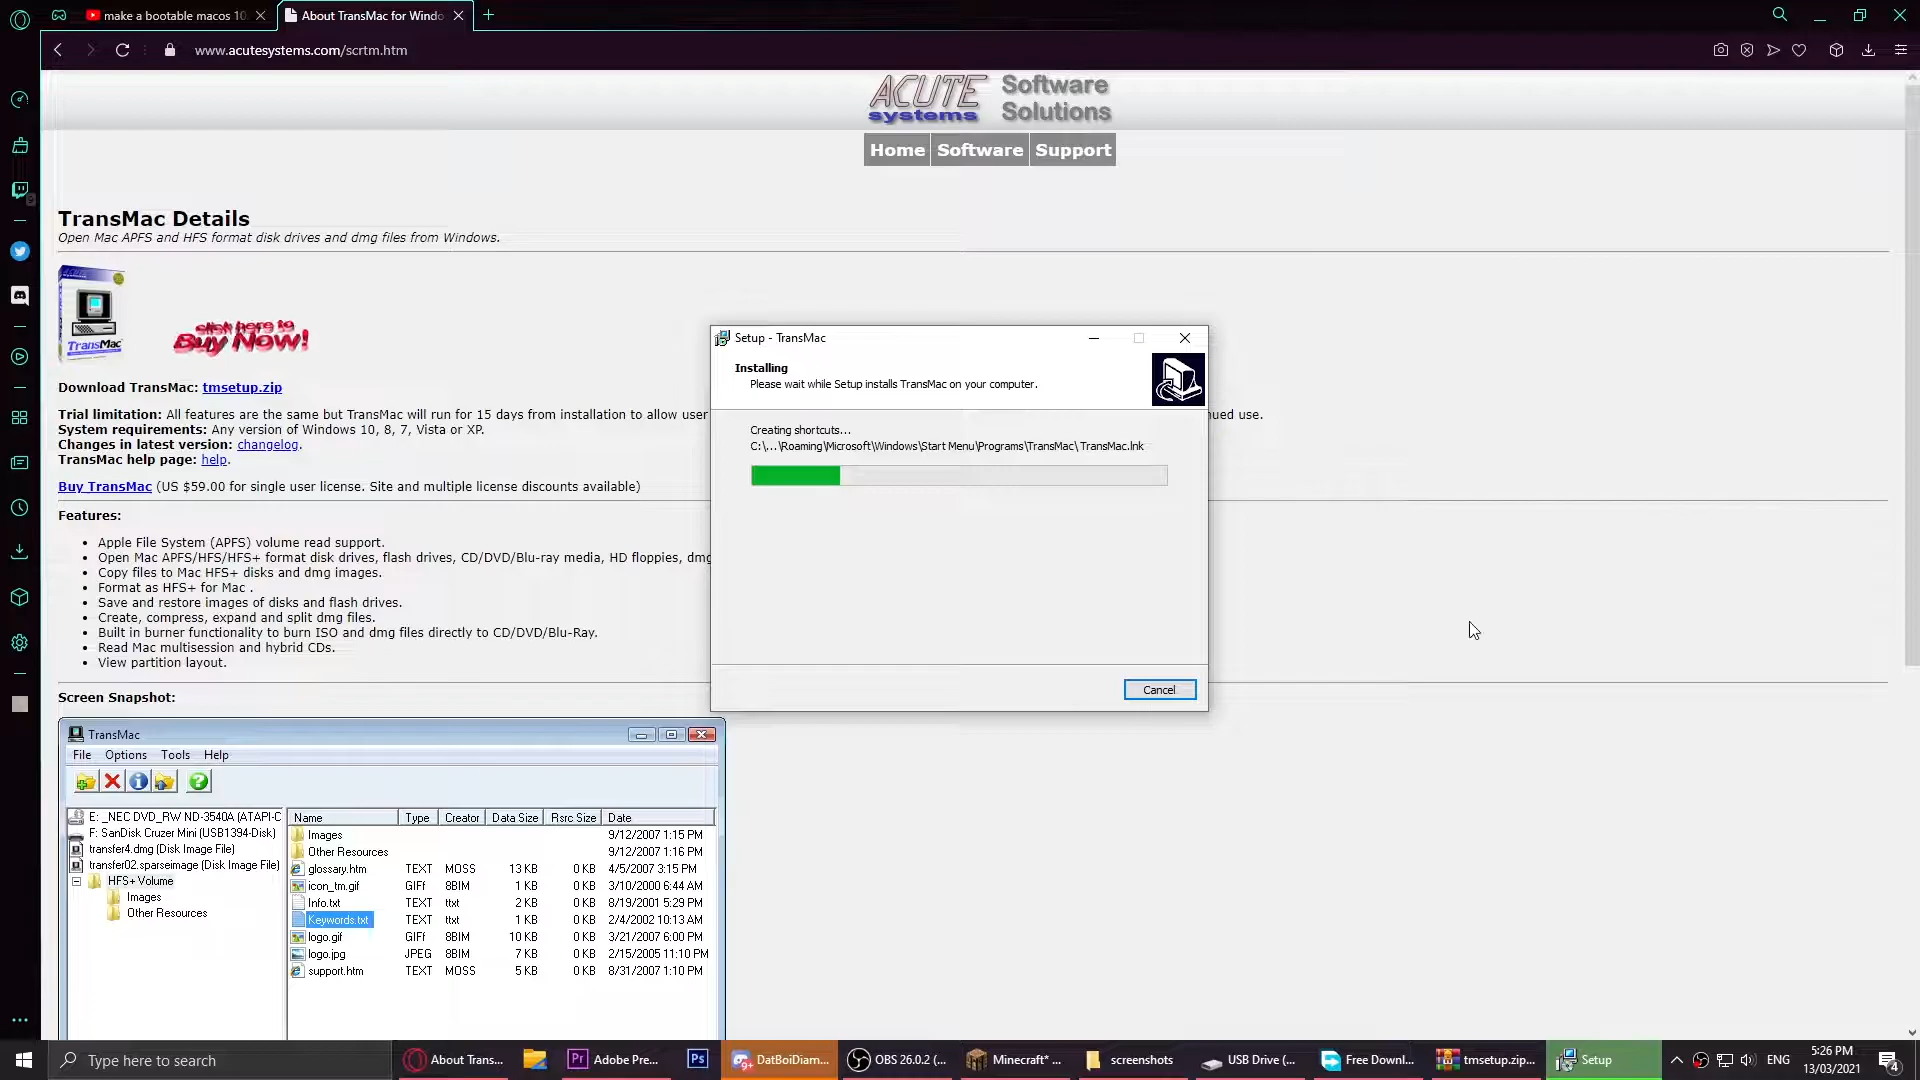 make a bootable macos 10.
About TransMac for Windo
www.acutesystems.com/scrtm.htm
ACUTE systems
Software Solutions
Home Software Support
TransMac Details
Open Mac APFS and HFS format disk drives and dmg files from Windows.
TransMac
click here to
Buy Now!
Download TransMac: tmsetup.zip
Trial limitation: All features are the same but TransMac will run for 15 days from installation to allow user
nued use.
System requirements: Any version of Windows 10, 8, 7, Vista or XP.
Changes in latest version: changelog.
TransMac help page: help.
Buy TransMac (US $59.00 for single user license. Site and multiple license discounts available)
Features:
Apple File System (APFS) volume read support.
Open Mac APFS/HFS/HFS+ format disk drives, flash drives, CD/DVD/Blu-ray media, HD floppies, dmg
Copy files to Mac HFS+ disks and dmg images.
Format as HFS+ for Mac .
Save and restore images of disks and flash drives.
Create, compress, expand and split dmg files.
Built in burner functionality to burn ISO and dmg files directly to CD/DVD/Blu-Ray.
Read Mac multisession and hybrid CDs.
View partition layout.
Screen Snapshot:
Setup - TransMac
Installing
Please wait while Setup installs TransMac on your computer.
Creating shortcuts...
C:\...\Roaming\Microsoft\Windows\Start Menu\Programs\TransMac\TransMac.lnk
Cancel
TransMac
File Options Tools Help
E: _NEC DVD_RW ND-3540A (ATAPI-C
F: SanDisk Cruzer Mini (USB1394-Disk)
transfer4.dmg (Disk Image File)
transfer02.sparseimage (Disk Image File)
HFS+ Volume
Images
Other Resources
Name Type Creator Data Size Rsrc Size Date
Images 9/12/2007 1:15 PM
Other Resources 9/12/2007 1:16 PM
glossary.htm TEXT MOSS 13 KB 0 KB 4/5/2007 3:15 PM
icon_tm.gif GIFf 8BIM 1 KB 0 KB 3/10/2000 6:44 AM
Info.txt TEXT ttxt 2 KB 0 KB 8/19/2001 5:29 PM
Keywords.txt TEXT ttxt 1 KB 0 KB 2/4/2002 10:13 AM
logo.gif GIFf 8BIM 10 KB 0 KB 3/21/2007 6:00 PM
logo.jpg JPEG 8BIM 7 KB 0 KB 2/15/2005 11:10 PM
support.htm TEXT MOSS 5 KB 0 KB 8/31/2007 1:10 PM
Type here to search
About Trans...
Pr Adobe Pre...
Ps
9+ DatBoiDiam...
OBS 26.0.2 (...
Minecraft* ...
screenshots
USB Drive (...
Free Downl...
tmsetup.zip...
Setup
ENG
5:26 PM
13/03/2021
4